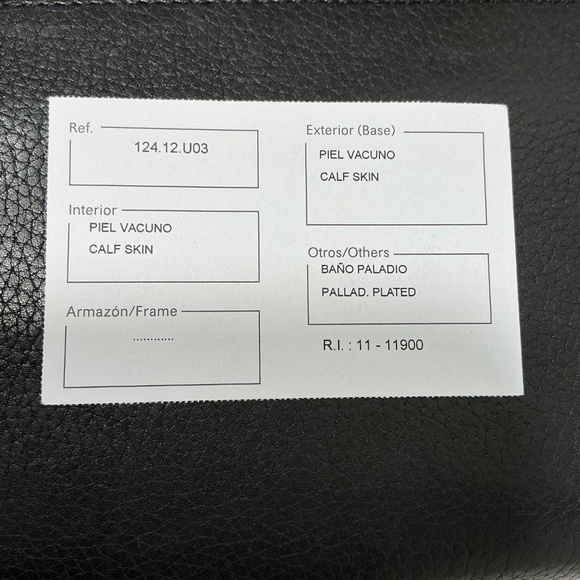 Ref.
124.12.U03
Interior
PIEL VACUNO
CALF SKIN
Armazón/Frame
............
Exterior (Base)
PIEL VACUNO
CALF SKIN
Otros/Others
BAÑO PALADIO
PALLAD. PLATED
R.I. : 11 - 11900